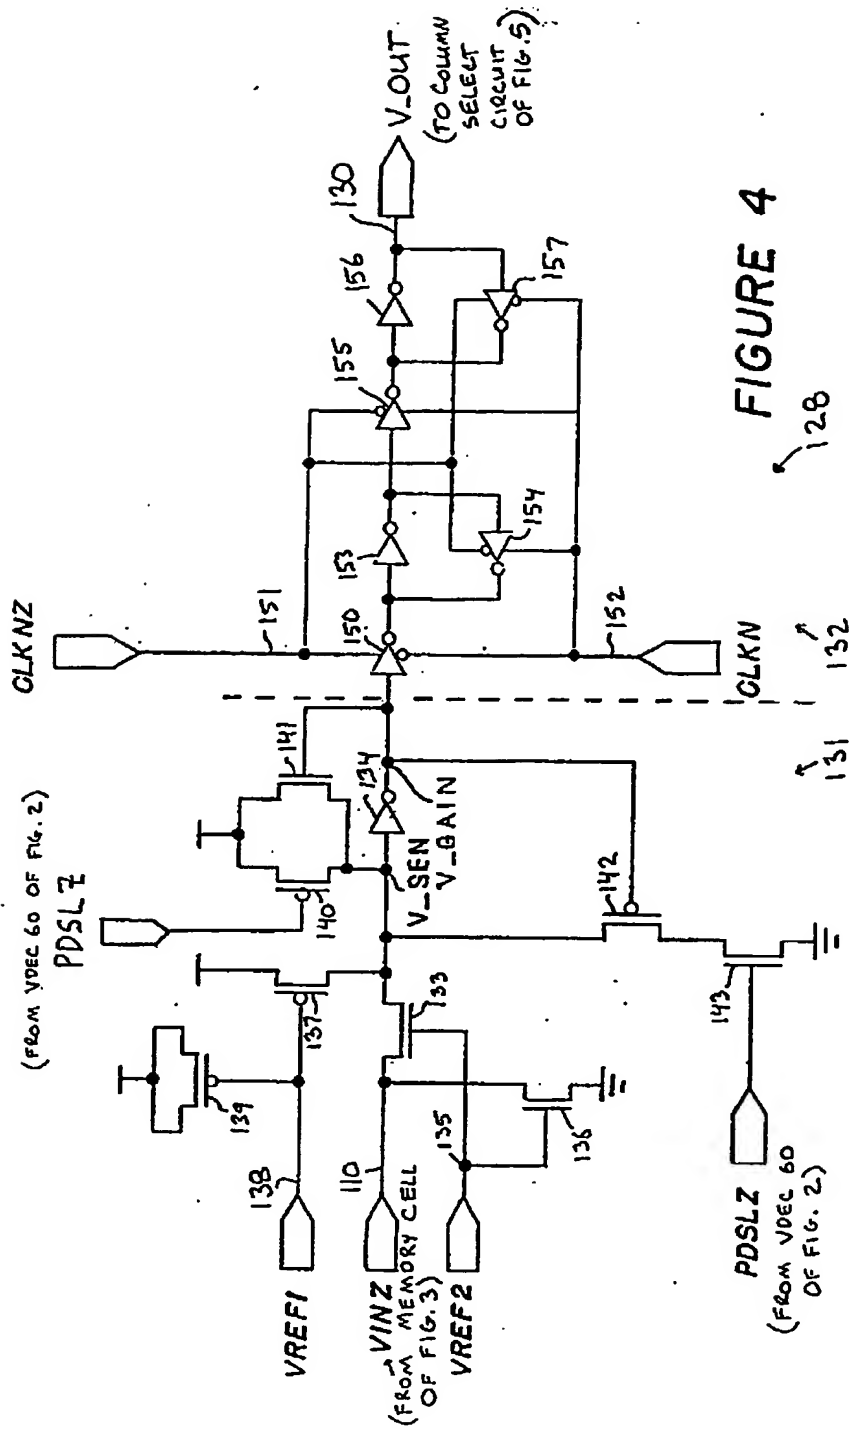 CLKNZ
151
V_OUT
(TO COLUMN
SELECT
CIRCUIT
OF FIG.5)
130
156
155
157
153
154
150
152
CLKN
132
128
FIGURE 4
(FROM VDEC 60 OF FIG.2)
PDSLZ
141
140
134
V_SEN
V_GAIN
131
142
143
139
137
133
138
VREF1
110
→VINZ
(FROM MEMORY CELL
OF FIG.3)
135
136
VREF2
PDSLZ
(FROM VDEC 60
OF FIG. 2)